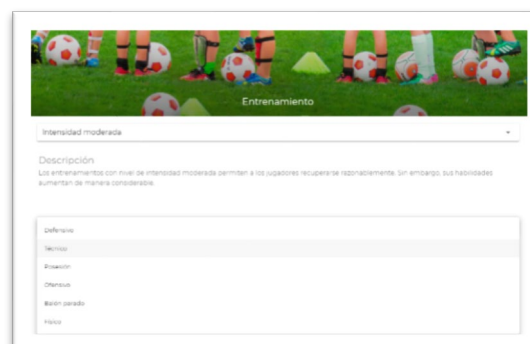 Entrenamiento
Intensidad moderada
Descripción
Los entrenamientos con nivel de intensidad moderada permiten a los jugadores recuperarse razonablemente. Sin embargo, sus habilidades
aumentan de manera considerable.
Defensivo
Técnico
Posesión
Ofensivo
Balón parado
Físico